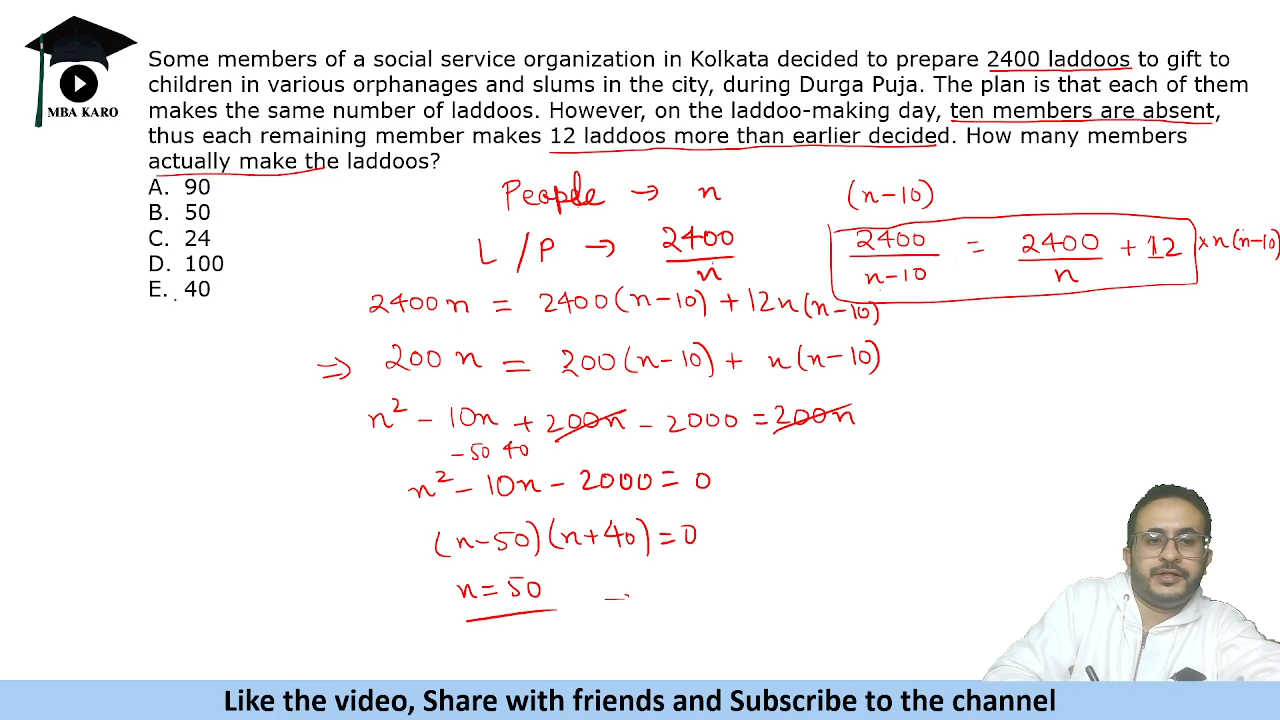 MBA KARO
Some members of a social service organization in Kolkata decided to prepare 2400 laddoos to gift to
children in various orphanages and slums in the city, during Durga Puja. The plan is that each of them
makes the same number of laddoos. However, on the laddoo-making day, ten members are absent,
thus each remaining member makes 12 laddoos more than earlier decided. How many members
actually make the laddoos?
A. 90
B. 50
C. 24
D. 100
E. 40
People → n (n-10)
L/P → 2400/n
2400/(n-10) = 2400/n + 12 × n(n-10)
2400n = 2400(n-10) + 12n(n-10)
⇒ 200n = 200(n-10) + n(n-10)
n² - 10n + 200n - 2000 = 200n
-50 40
n² - 10n - 2000 = 0
(n-50)(n+40) = 0
n = 50
Like the video, Share with friends and Subscribe to the channel